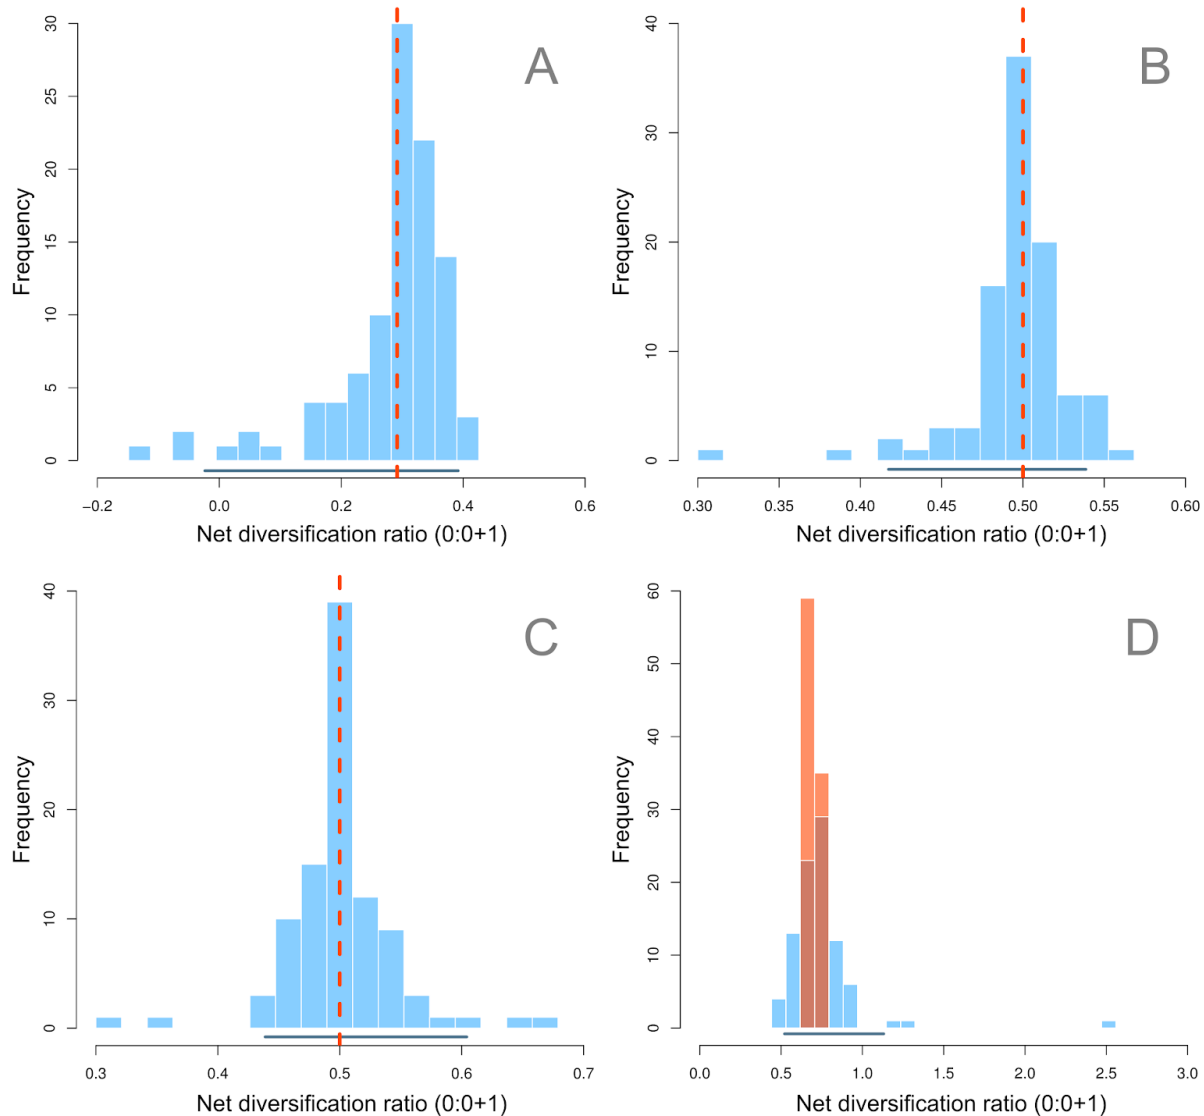 A
Frequency
30
25
20
15
10
5
0
−0.2 0.0 0.2 0.4 0.6
Net diversification ratio (0:0+1)
B
Frequency
40
30
20
10
0
0.30 0.35 0.40 0.45 0.50 0.55 0.60
Net diversification ratio (0:0+1)
C
Frequency
40
30
20
10
0
0.3 0.4 0.5 0.6 0.7
Net diversification ratio (0:0+1)
D
Frequency
60
50
40
30
20
10
0
0.0 0.5 1.0 1.5 2.0 2.5 3.0
Net diversification ratio (0:0+1)